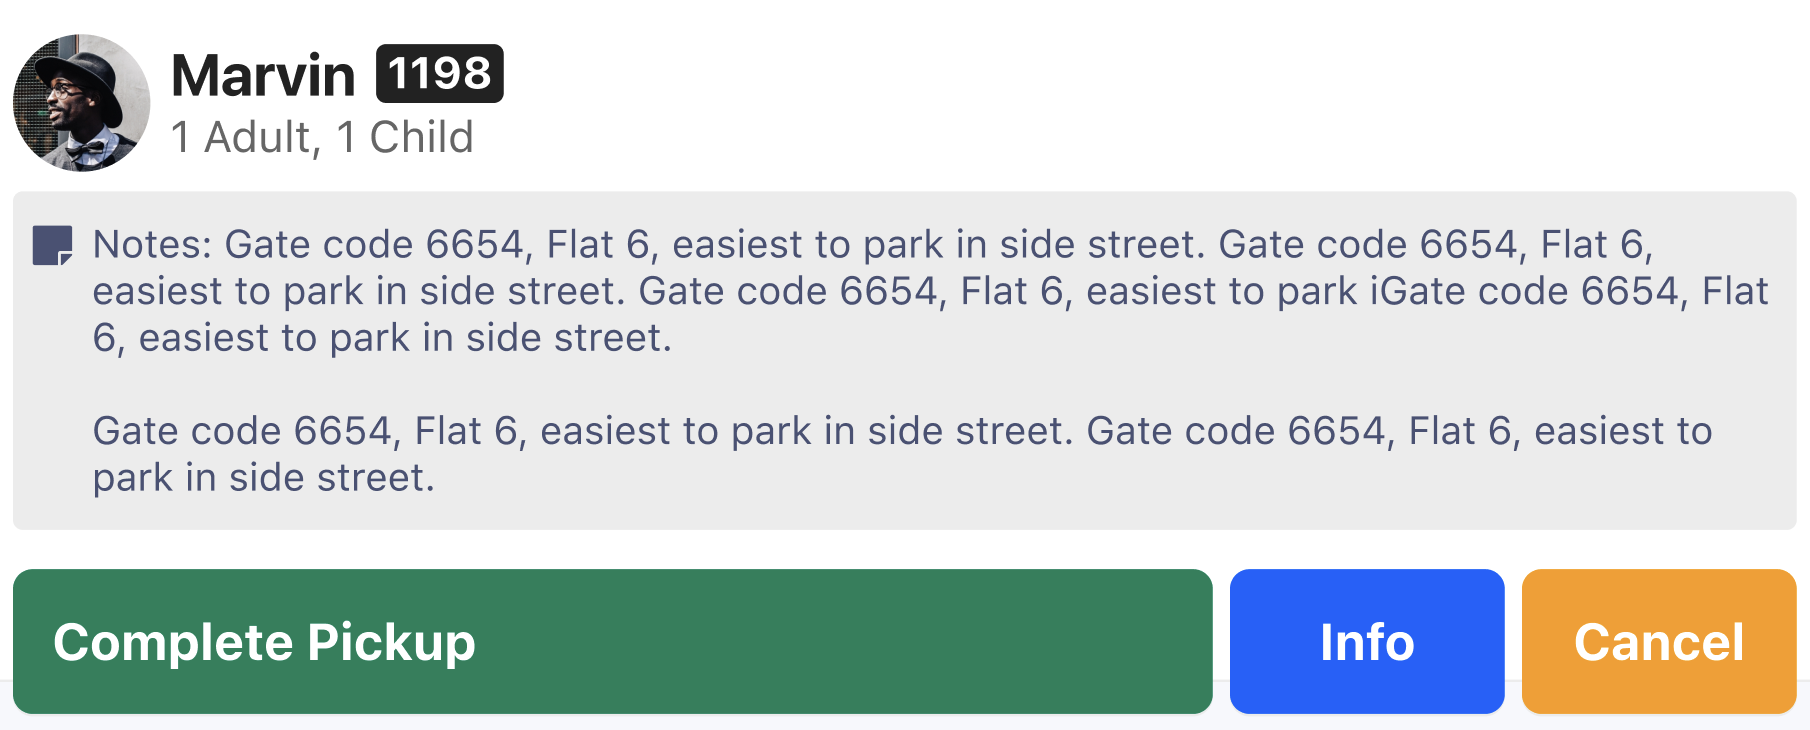 Marvin 1198
1 Adult, 1 Child
Notes: Gate code 6654, Flat 6, easiest to park in side street. Gate code 6654, Flat 6,
easiest to park in side street. Gate code 6654, Flat 6, easiest to park iGate code 6654, Flat
6, easiest to park in side street.
Gate code 6654, Flat 6, easiest to park in side street. Gate code 6654, Flat 6, easiest to
park in side street.
Complete Pickup Info Cancel